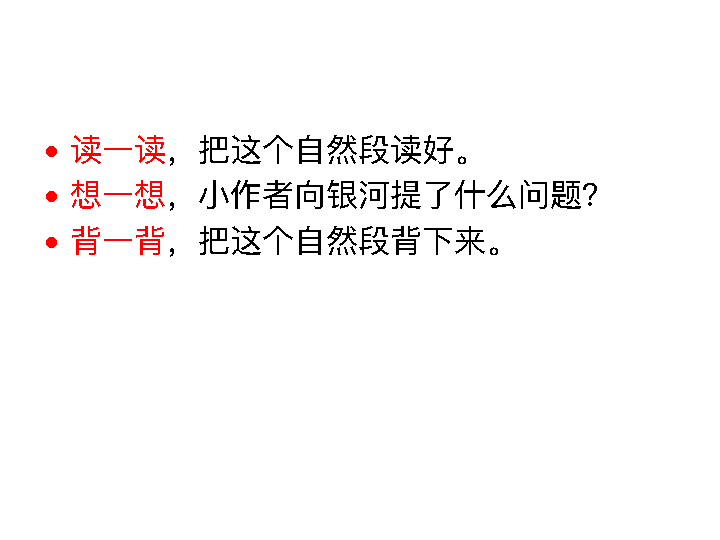 • 读一读，把这个自然段读好。
• 想一想，小作者向银河提了什么问题？
• 背一背，把这个自然段背下来。